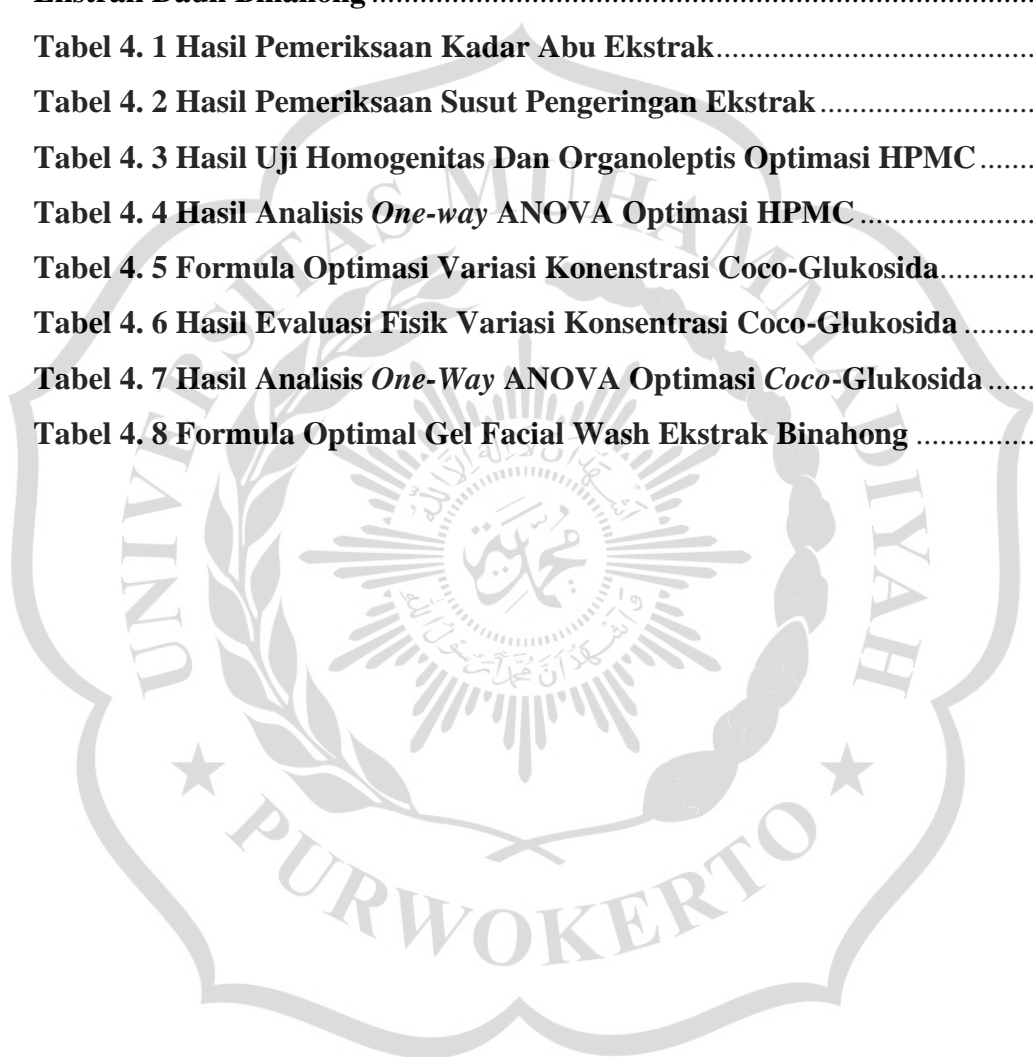 Ekstrak Daun Binahong ........................................................
Tabel 4. 1 Hasil Pemeriksaan Kadar Abu Ekstrak........................................
Tabel 4. 2 Hasil Pemeriksaan Susut Pengeringan Ekstrak...........................
Tabel 4. 3 Hasil Uji Homogenitas Dan Organoleptis Optimasi HPMC.......
Tabel 4. 4 Hasil Analisis One-way ANOVA Optimasi HPMC......................
Tabel 4. 5 Formula Optimasi Variasi Konenstrasi Coco-Glukosida............
Tabel 4. 6 Hasil Evaluasi Fisik Variasi Konsentrasi Coco-Glukosida .........
Tabel 4. 7 Hasil Analisis One-Way ANOVA Optimasi Coco-Glukosida ......
Tabel 4. 8 Formula Optimal Gel Facial Wash Ekstrak Binahong ...............
UNIVERSITAS MUHAMMADIYAH
PURWOKERTO